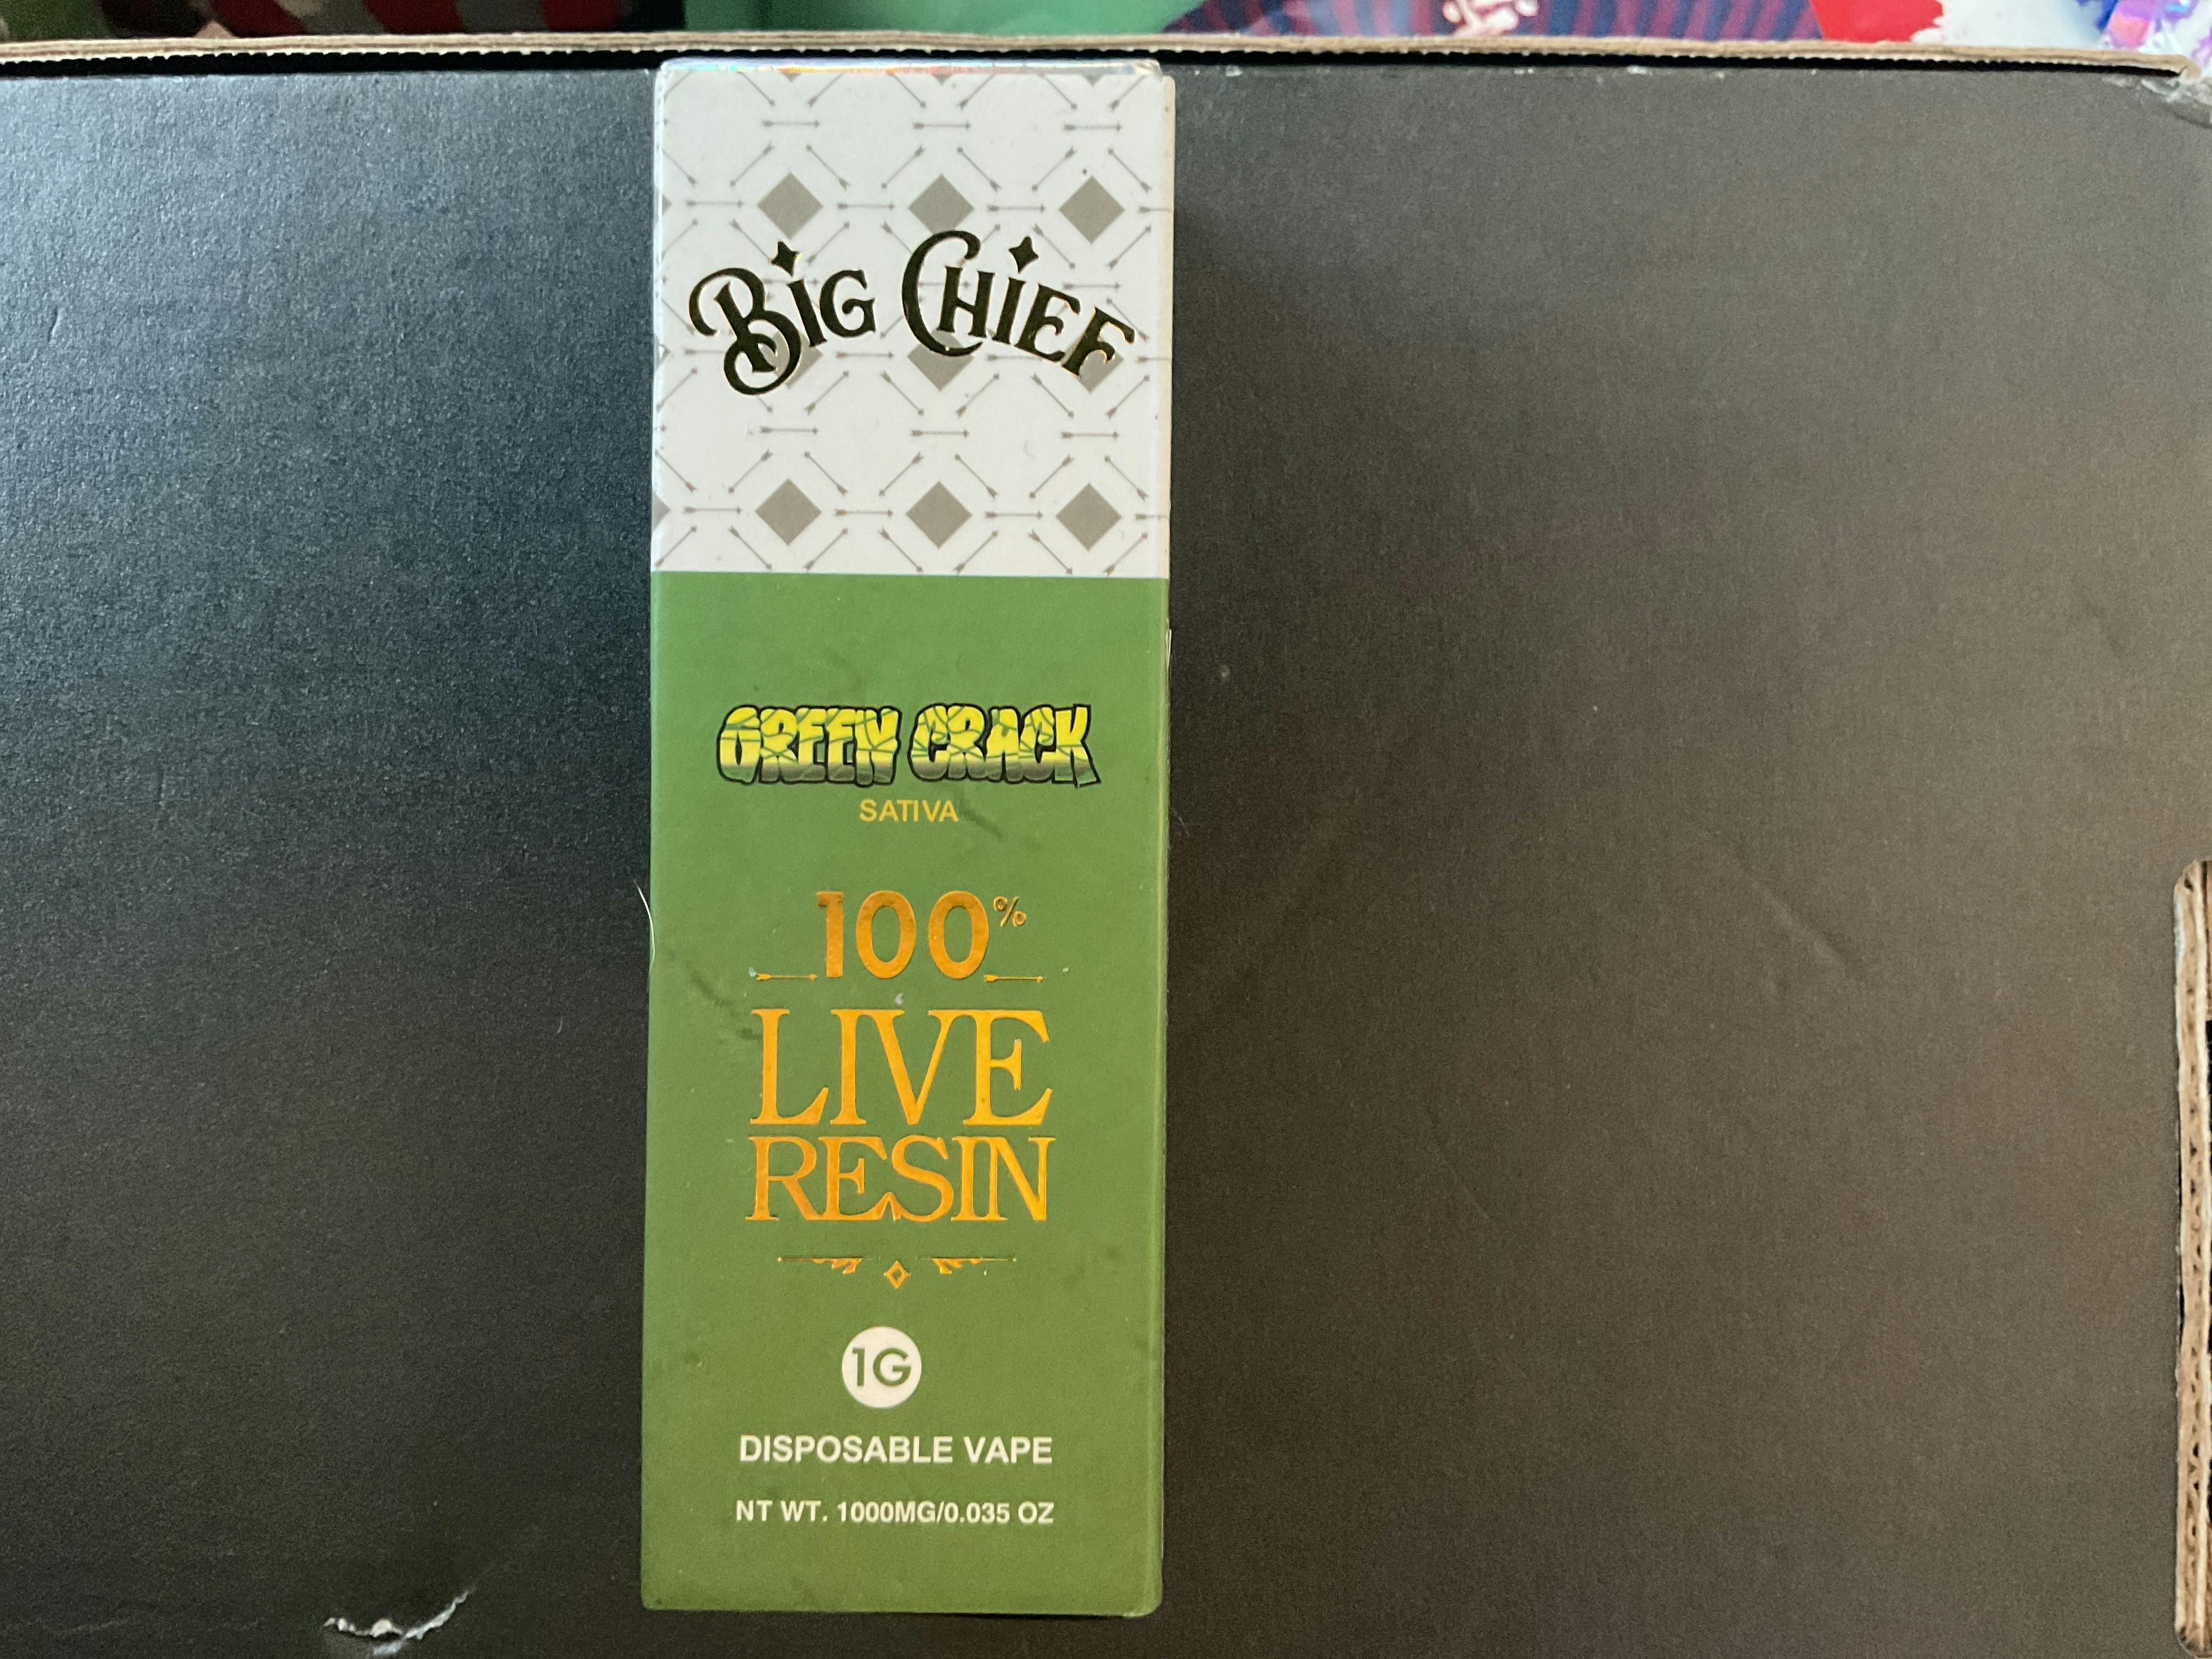 BIG CHIEF
GREEN CRACK
SATIVA
100%
LIVE
RESIN
1G
DISPOSABLE VAPE
NT WT. 1000MG/0.035 OZ